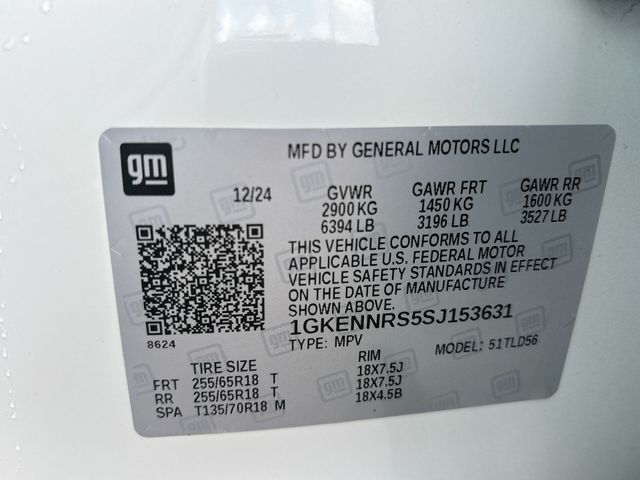 gm
MFD BY GENERAL MOTORS LLC
12/24 GVWR GAWR FRT GAWR RR
2900 KG 1450 KG 1600 KG
6394 LB 3196 LB 3527 LB
THIS VEHICLE CONFORMS TO ALL
APPLICABLE U.S. FEDERAL MOTOR
VEHICLE SAFETY STANDARDS IN EFFECT
ON THE DATE OF MANUFACTURE
SHOWN ABOVE.
1GKENNRS5SJ153631
8624 TYPE: MPV MODEL: 51TLD56
TIRE SIZE RIM
FRT 255/65R18 T 18X7.5J
RR 255/65R18 T 18X7.5J
SPA T135/70R18 M 18X4.5B